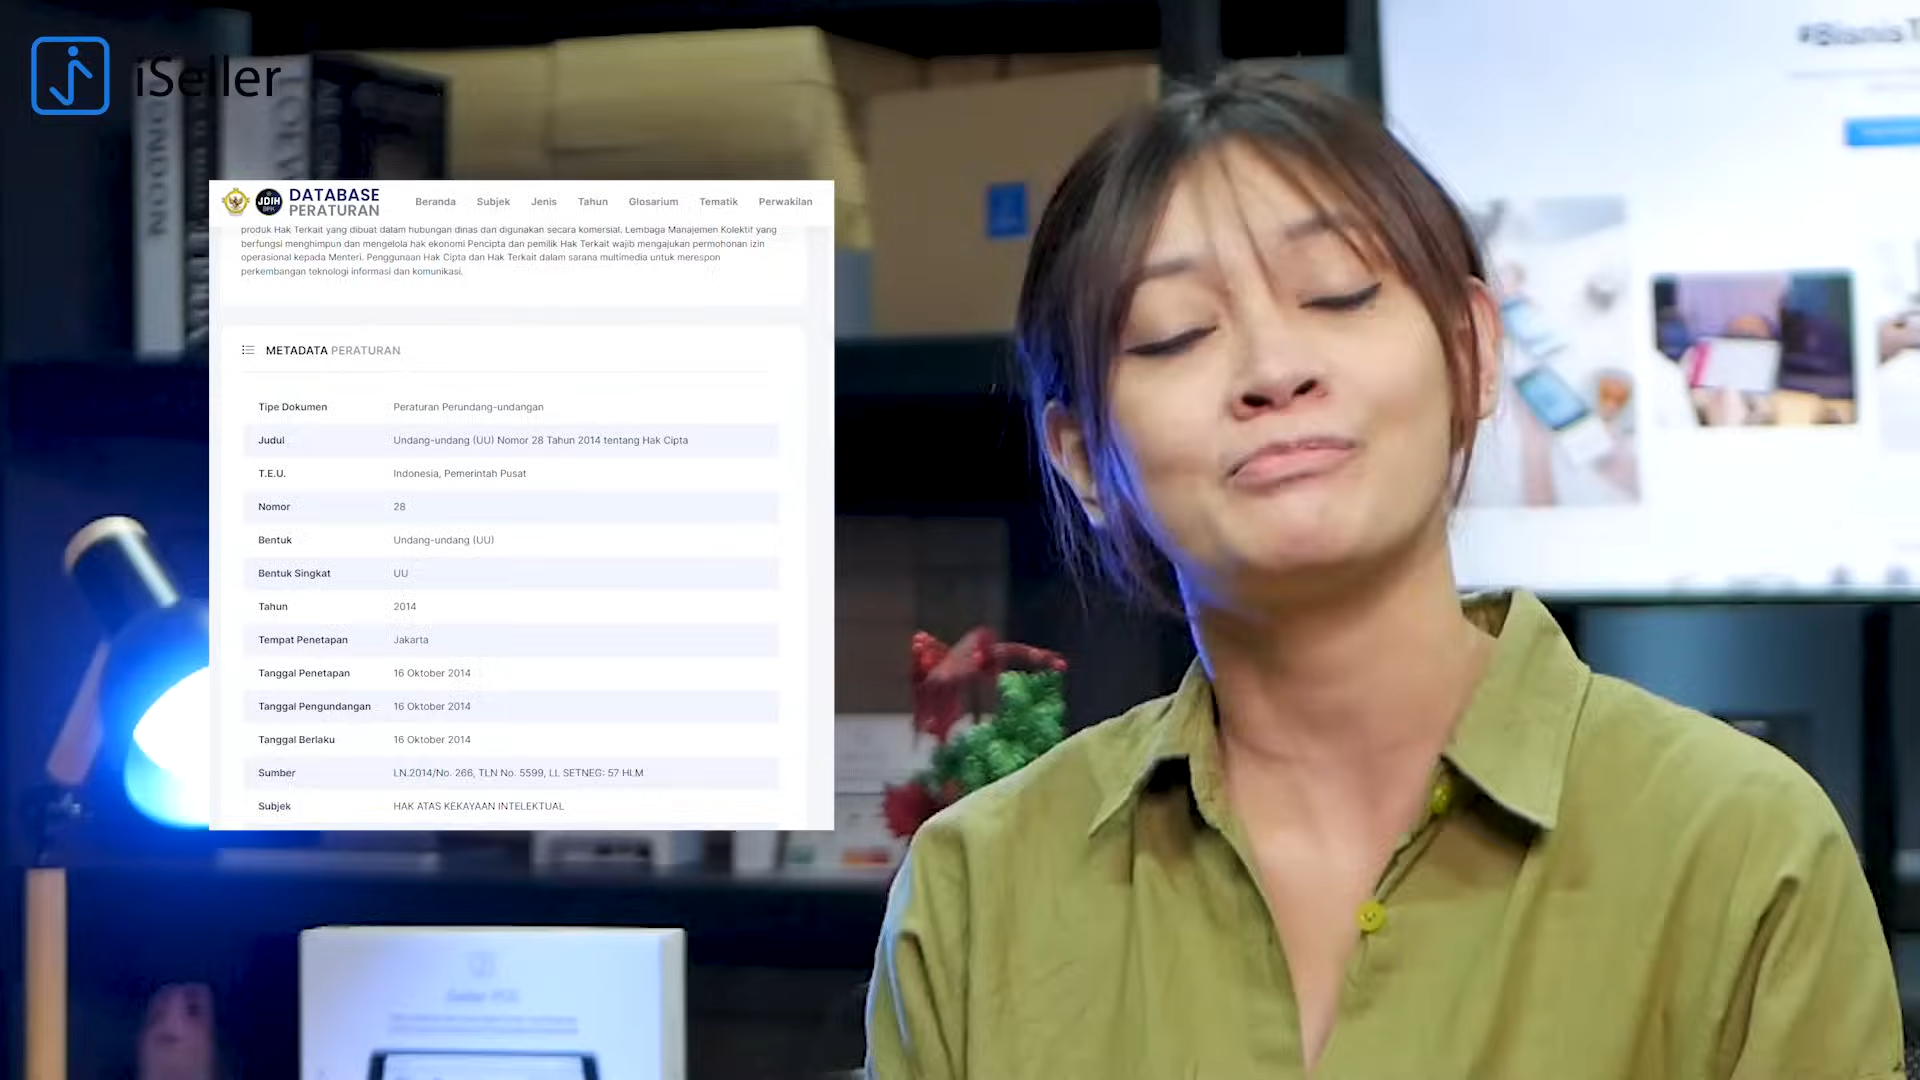 iSeller
#BisnisT
DATABASE
PERATURAN
JDIH
BPK
Beranda Subjek Jenis Tahun Glosarium Tematik Perwakilan
produk Hak Terkait yang dibuat dalam hubungan dinas dan digunakan secara komersial. Lembaga Manajemen Kolektif yang
berfungsi menghimpun dan mengelola hak ekonomi Pencipta dan pemilik Hak Terkait wajib mengajukan permohonan izin
operasional kepada Menteri. Penggunaan Hak Cipta dan Hak Terkait dalam sarana multimedia untuk merespon
perkembangan teknologi informasi dan komunikasi.
METADATA PERATURAN
Tipe Dokumen Peraturan Perundang-undangan
Judul Undang-undang (UU) Nomor 28 Tahun 2014 tentang Hak Cipta
T.E.U. Indonesia, Pemerintah Pusat
Nomor 28
Bentuk Undang-undang (UU)
Bentuk Singkat UU
Tahun 2014
Tempat Penetapan Jakarta
Tanggal Penetapan 16 Oktober 2014
Tanggal Pengundangan 16 Oktober 2014
Tanggal Berlaku 16 Oktober 2014
Sumber LN.2014/No. 266, TLN No. 5599, LL SETNEG: 57 HLM
Subjek HAK ATAS KEKAYAAN INTELEKTUAL